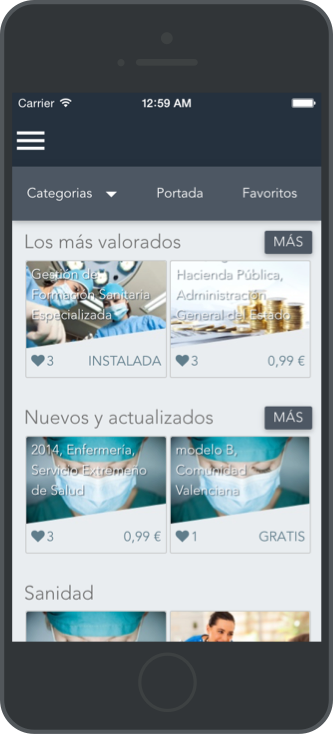 Carrier 12:59 AM
Categorias Portada Favoritos
Los más valorados MÁS
Gestión de
Formación Sanitaria
Especializada
3 INSTALADA
Hacienda Pública,
Administración
General del Estado
3 0,99 €
Nuevos y actualizados MÁS
2014, Enfermería,
Servicio Extremeño
de Salud
3 0,99 €
modelo B,
Comunidad
Valenciana
1 GRATIS
Sanidad